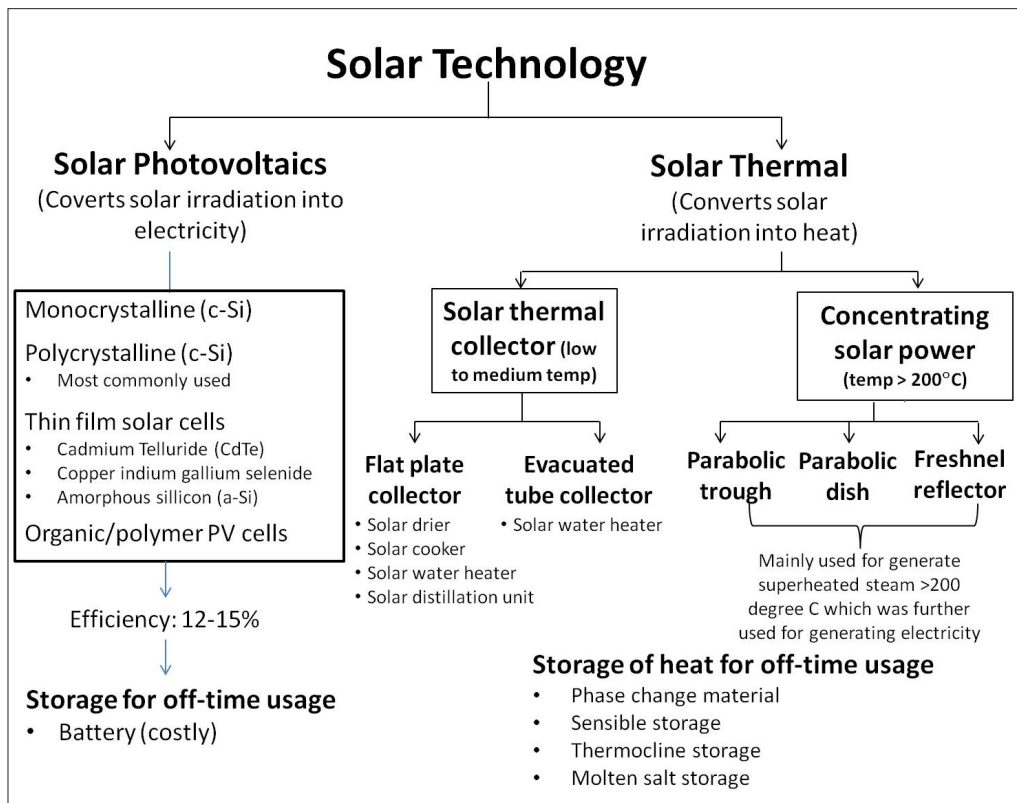 Solar Technology
Solar Photovoltaics
(Coverts solar irradiation into
electricity)
Monocrystalline (c-Si)
Polycrystalline (c-Si)
• Most commonly used
Thin film solar cells
• Cadmium Telluride (CdTe)
• Copper indium gallium selenide
• Amorphous sillicon (a-Si)
Organic/polymer PV cells
Efficiency: 12-15%
Storage for off-time usage
• Battery (costly)
Solar Thermal
(Converts solar
irradiation into heat)
Solar thermal
collector (low
to medium temp)
Flat plate
collector
• Solar drier
• Solar cooker
• Solar water heater
• Solar distillation unit
Evacuated
tube collector
• Solar water heater
Concentrating
solar power
(temp > 200°C)
Parabolic
trough
Parabolic
dish
Freshnel
reflector
Mainly used for generate
superheated steam >200
degree C which was further
used for generating electricity
Storage of heat for off-time usage
• Phase change material
• Sensible storage
• Thermocline storage
• Molten salt storage